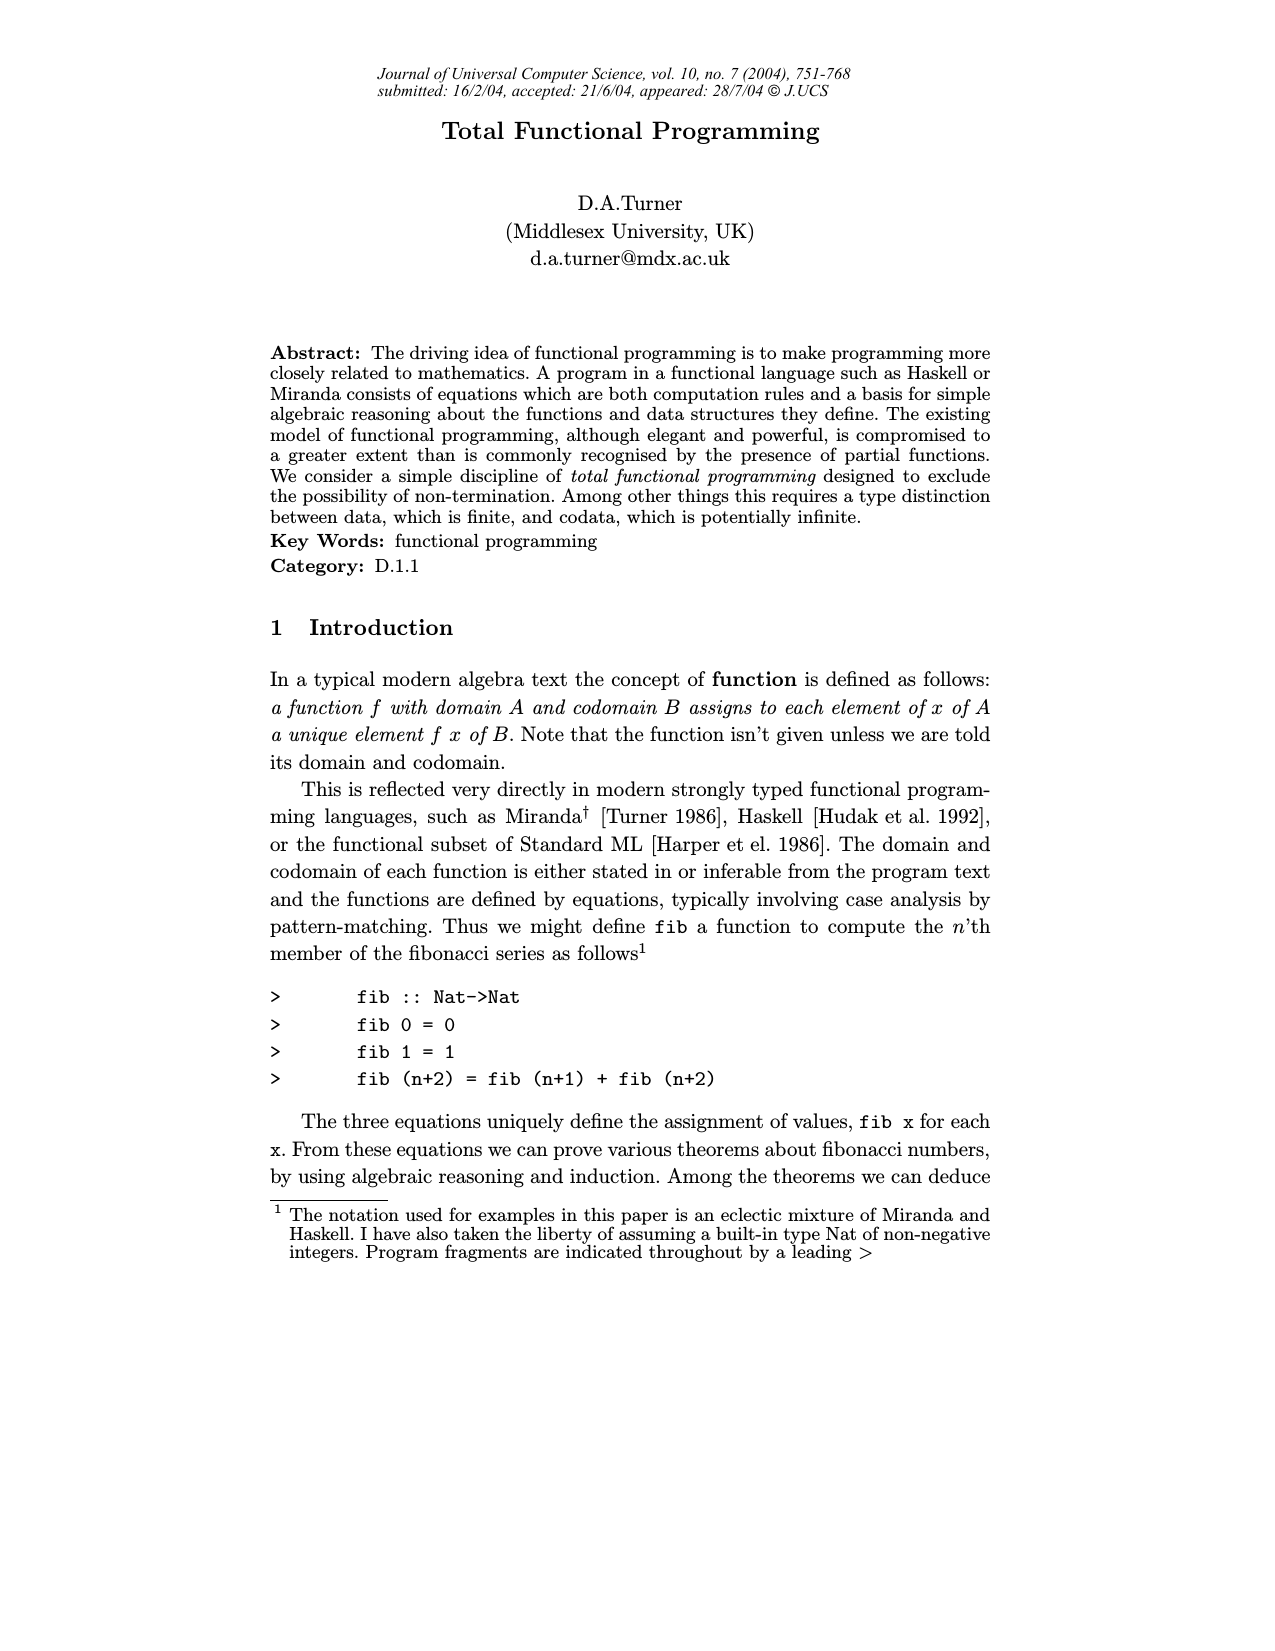 Journal of Universal Computer Science, vol. 10, no. 7 (2004), 751-768
submitted: 16/2/04, accepted: 21/6/04, appeared: 28/7/04 © J.UCS
Total Functional Programming
D.A.Turner
(Middlesex University, UK)
d.a.turner@mdx.ac.uk
Abstract: The driving idea of functional programming is to make programming more
closely related to mathematics. A program in a functional language such as Haskell or
Miranda consists of equations which are both computation rules and a basis for simple
algebraic reasoning about the functions and data structures they define. The existing
model of functional programming, although elegant and powerful, is compromised to
a greater extent than is commonly recognised by the presence of partial functions.
We consider a simple discipline of total functional programming designed to exclude
the possibility of non-termination. Among other things this requires a type distinction
between data, which is finite, and codata, which is potentially infinite.
Key Words: functional programming
Category: D.1.1
1 Introduction
In a typical modern algebra text the concept of function is defined as follows:
a function f with domain A and codomain B assigns to each element of x of A
a unique element f x of B. Note that the function isn't given unless we are told
its domain and codomain.
This is reflected very directly in modern strongly typed functional program-
ming languages, such as Miranda† [Turner 1986], Haskell [Hudak et al. 1992],
or the functional subset of Standard ML [Harper et el. 1986]. The domain and
codomain of each function is either stated in or inferable from the program text
and the functions are defined by equations, typically involving case analysis by
pattern-matching. Thus we might define fib a function to compute the n'th
member of the fibonacci series as follows1
> fib :: Nat->Nat
> fib 0 = 0
> fib 1 = 1
> fib (n+2) = fib (n+1) + fib (n+2)
The three equations uniquely define the assignment of values, fib x for each
x. From these equations we can prove various theorems about fibonacci numbers,
by using algebraic reasoning and induction. Among the theorems we can deduce
1 The notation used for examples in this paper is an eclectic mixture of Miranda and
Haskell. I have also taken the liberty of assuming a built-in type Nat of non-negative
integers. Program fragments are indicated throughout by a leading >